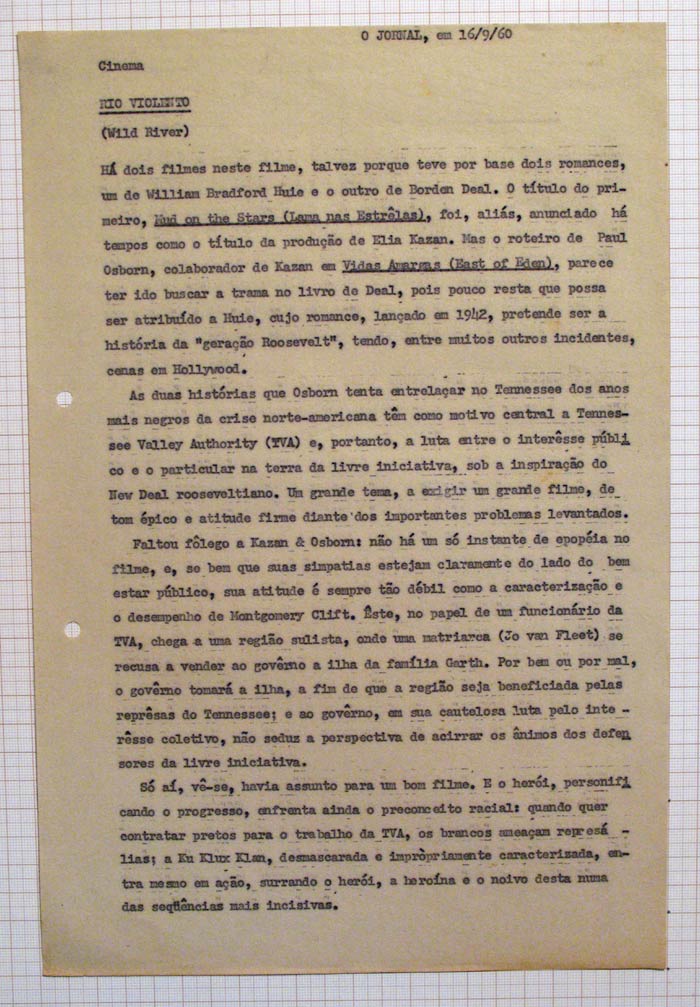 O JORNAL, em 16/9/60
Cinema
RIO VIOLENTO
(Wild River)
HÁ dois filmes neste filme, talvez porque teve por base dois romances,
um de William Bradford Huie e o outro de Borden Deal. O título do pri-
meiro, Mud on the Stars (Lama nas Estrêlas), foi, aliás, anunciado há
tempos como o título da produção de Elia Kazan. Mas o roteiro de Paul
Osborn, colaborador de Kazan em Vidas Amargas (East of Eden), parece
ter ido buscar a trama no livro de Deal, pois pouco resta que possa
ser atribuído a Huie, cujo romance, lançado em 1942, pretende ser a
história da "geração Roosevelt", tendo, entre muitos outros incidentes,
cenas em Hollywood.
As duas histórias que Osborn tenta entrelaçar no Tennessee dos anos
mais negros da crise norte-americana têm como motivo central a Tennes-
see Valley Authority (TVA) e, portanto, a luta entre o interêsse públi
co e o particular na terra da livre iniciativa, sob a inspiração do
New Deal rooseveltiano. Um grande tema, a exigir um grande filme, de
tom épico e atitude firme diante dos importantes problemas levantados.
Faltou fôlego a Kazan & Osborn: não há um só instante de epopéia no
filme, e, se bem que suas simpatias estejam claramente do lado do bem
estar público, sua atitude é sempre tão débil como a caracterização e
o desempenho de Montgomery Clift. Êste, no papel de um funcionário da
TVA, chega a uma região sulista, onde uma matriarca (Jo van Fleet) se
recusa a vender ao govêrno a ilha da família Garth. Por bem ou por mal,
o govêrno tomará a ilha, a fim de que a região seja beneficiada pelas
reprêsas do Tennessee; e ao govêrno, em sua cautelosa luta pelo inte -
rêsse coletivo, não seduz a perspectiva de acirrar os ânimos dos defen
sores da livre iniciativa.
Só aí, vê-se, havia assunto para um bom filme. E o herói, personifi
cando o progresso, enfrenta ainda o preconceito racial: quando quer
contratar pretos para o trabalho da TVA, os brancos ameaçam represá -
lias; a Ku Klux Klan, desmascarada e impròpriamente caracterizada, en-
tra mesmo em ação, surrando o herói, a heroína e o noivo desta numa
das seqüências mais incisivas.